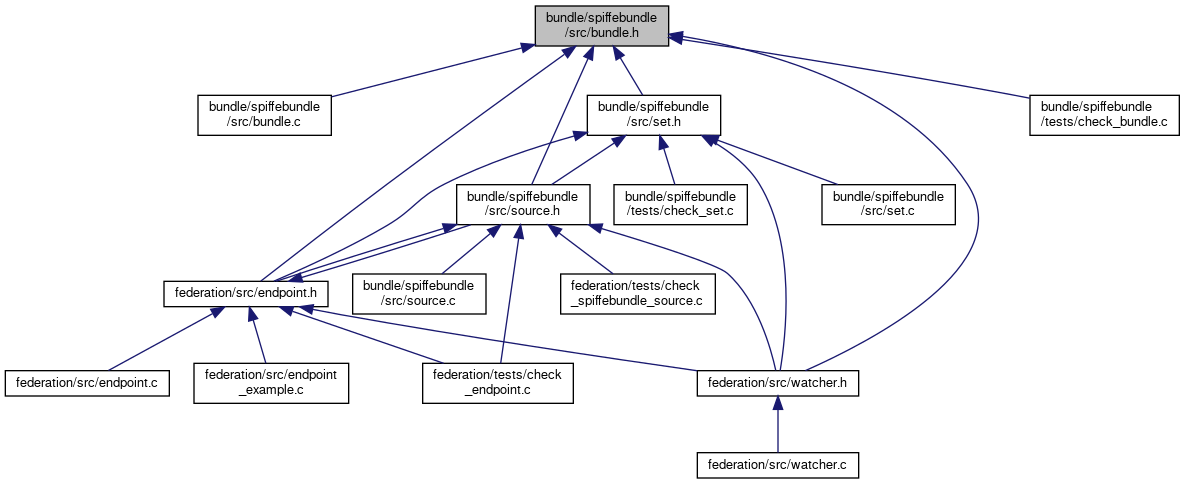 bundle/spiffebundle
/src/bundle.h
bundle/spiffebundle
/src/bundle.c
bundle/spiffebundle
/src/set.h
bundle/spiffebundle
/tests/check_bundle.c
bundle/spiffebundle
/src/source.h
bundle/spiffebundle
/tests/check_set.c
bundle/spiffebundle
/src/set.c
federation/src/endpoint.h
bundle/spiffebundle
/src/source.c
federation/tests/check
_spiffebundle_source.c
federation/src/endpoint.c
federation/src/endpoint
_example.c
federation/tests/check
_endpoint.c
federation/src/watcher.h
federation/src/watcher.c